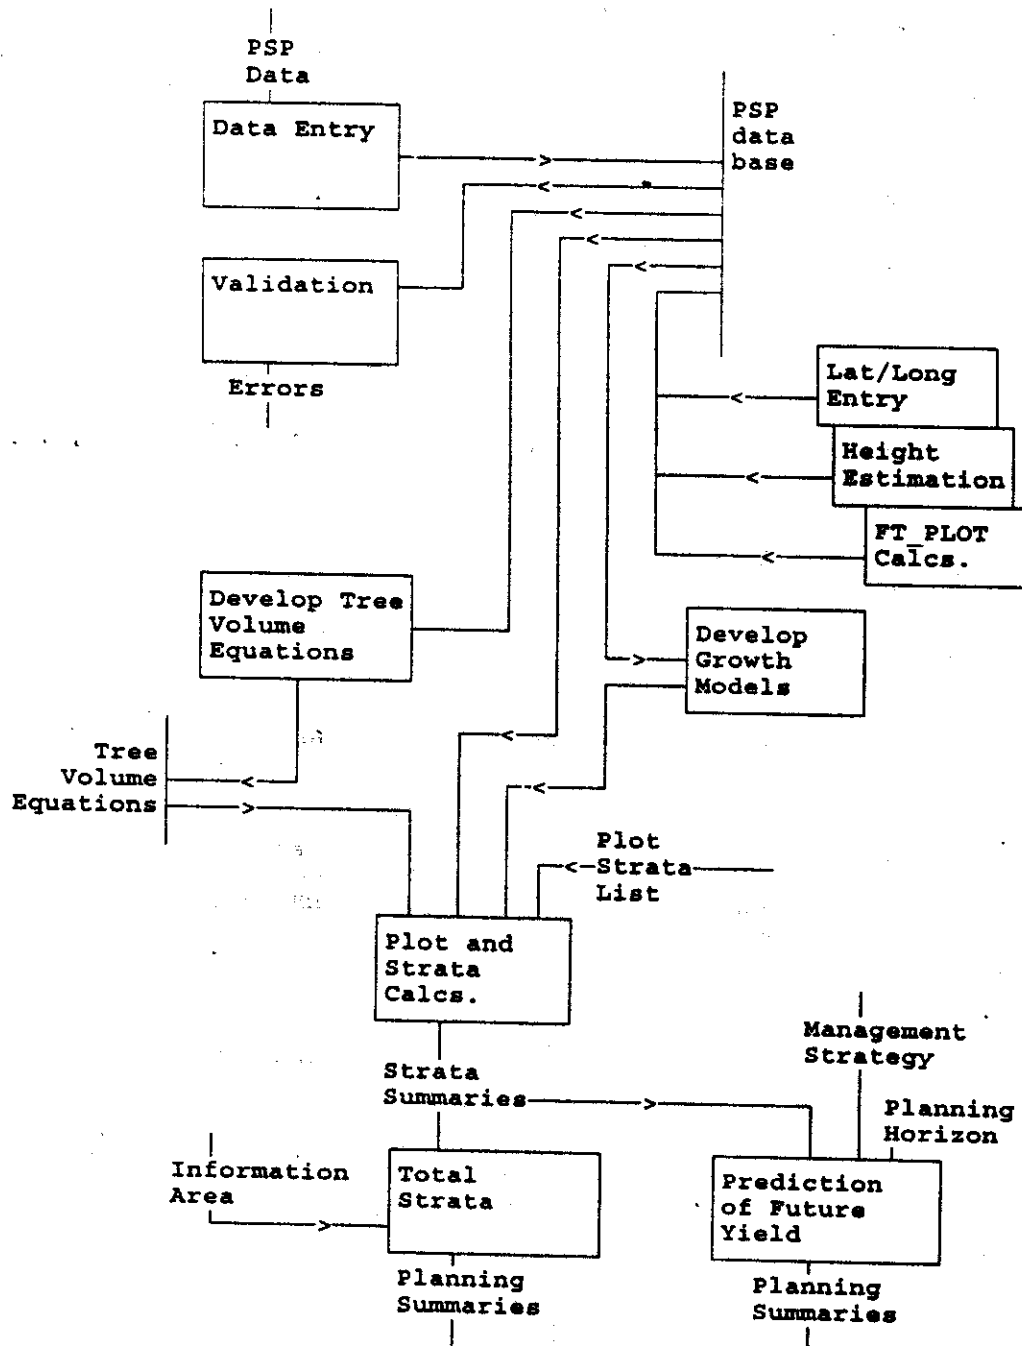 PSP
Data
Data Entry
PSP
data
base
Validation
Errors
Lat/Long
Entry
Height
Estimation
FT_PLOT
Calcs.
Develop Tree
Volume
Equations
Develop
Growth
Models
Tree
Volume
Equations
Plot
Strata
List
Plot and
Strata
Calcs.
Management
Strategy
Strata
Summaries
Planning
Horizon
Information
Area
Total
Strata
Prediction
of Future
Yield
Planning
Summaries
Planning
Summaries